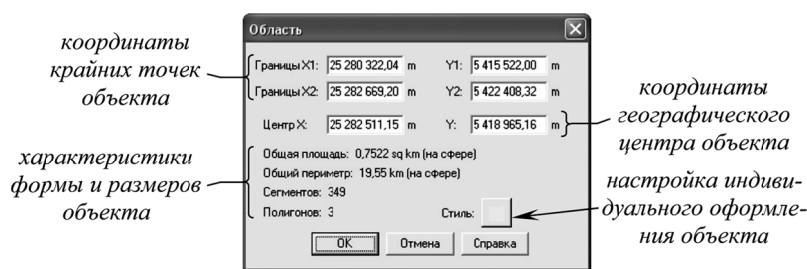 координаты
крайних точек
объекта
характеристики
формы и размеров
объекта
Область
Границы X1: 25 280 322,04 m Y1: 5 415 522,00 m
Границы X2: 25 282 669,20 m Y2: 5 422 408,32 m
Центр X: 25 282 511,15 m Y: 5 418 965,16 m
Общая площадь: 0,7522 sq km (на сфере)
Общий периметр: 19,55 km (на сфере)
Сегментов: 349
Полигонов: 3
Стиль:
OK Отмена Справка
координаты
географического
центра объекта
настройка индиви-
дуального оформле-
ния объекта